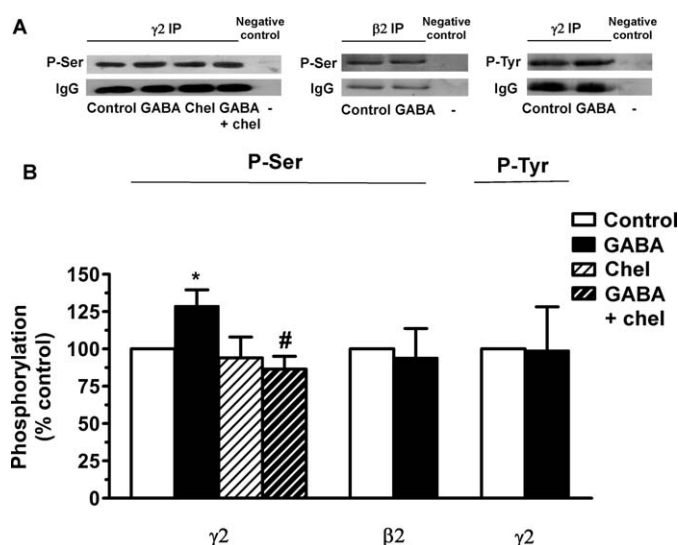 A
γ2 IP
Negative control
P-Ser
IgG
Control GABA Chel GABA + chel -
β2 IP
Negative control
P-Ser
IgG
Control GABA -
γ2 IP
Negative control
P-Tyr
IgG
Control GABA -
B
P-Ser
P-Tyr
Control
GABA
Chel
GABA
+ chel
Phosphorylation
(% control)
150
125
100
75
50
25
0
*
#
γ2
β2
γ2